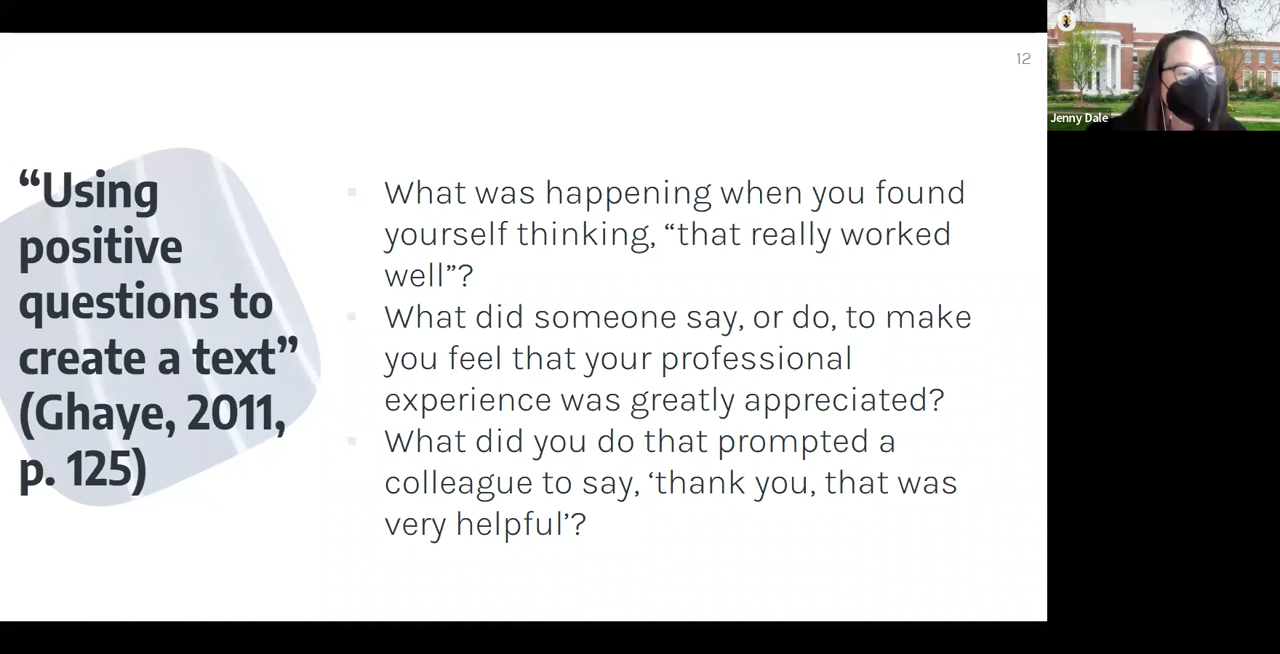 12
“Using
positive
questions to
create a text”
(Ghaye, 2011,
p. 125)
What was happening when you found
yourself thinking, “that really worked
well”?
What did someone say, or do, to make
you feel that your professional
experience was greatly appreciated?
What did you do that prompted a
colleague to say, ‘thank you, that was
very helpful’?
Jenny Dale